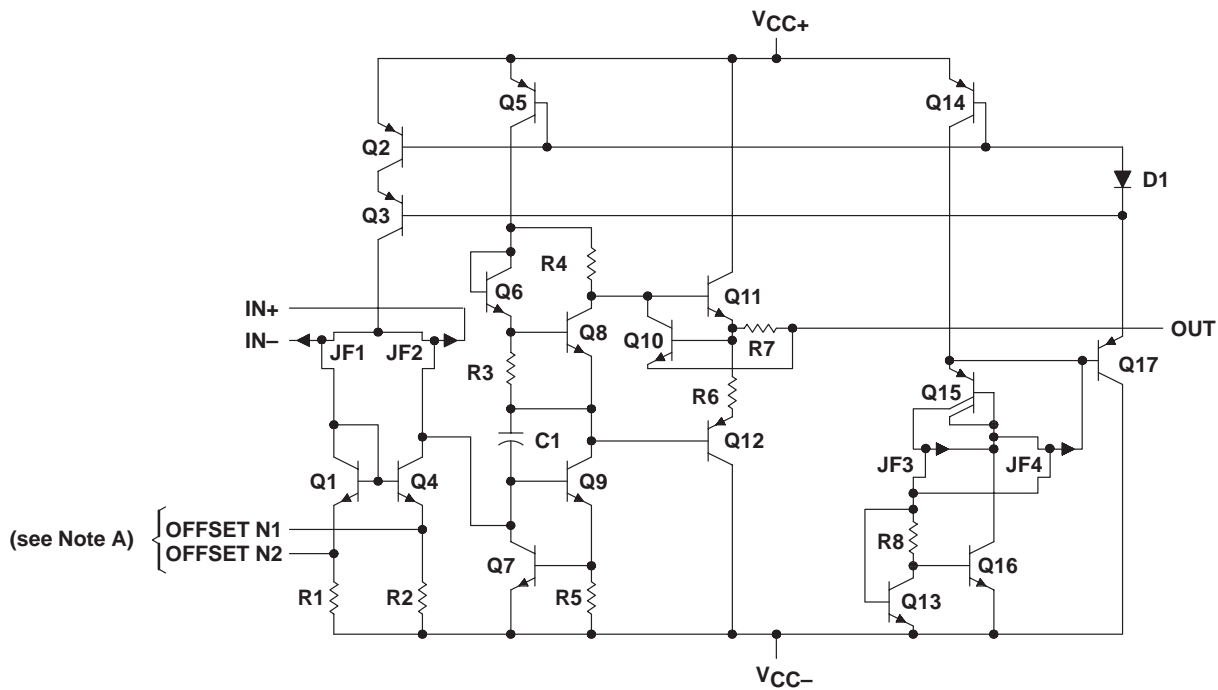 VCC+
Q5
Q14
Q2
D1
Q3
R4
Q6
Q11
IN+
Q8
OUT
IN–
JF1
JF2
Q10
R7
Q17
R3
R6
Q15
C1
Q12
Q1
Q4
Q9
JF3
JF4
(see Note A)
OFFSET N1
OFFSET N2
R8
Q7
Q16
R1
R2
R5
Q13
VCC–